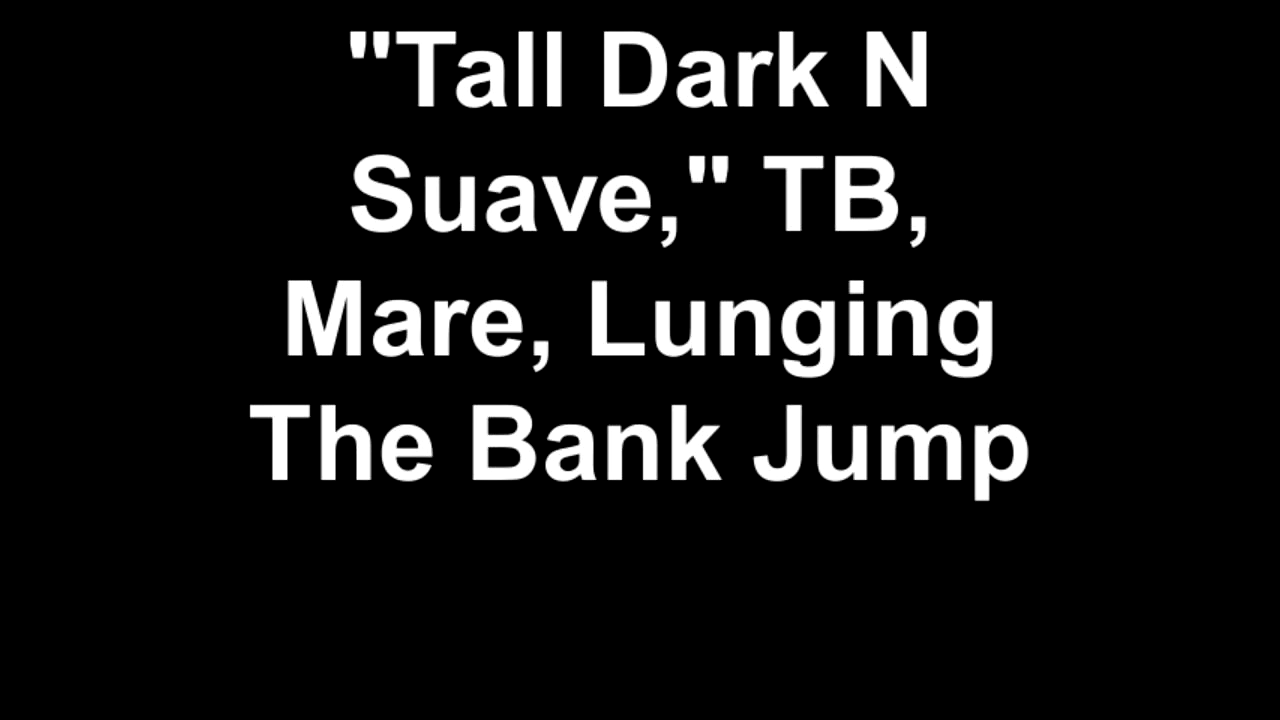 "Tall Dark N
Suave," TB,
Mare, Lunging
The Bank Jump